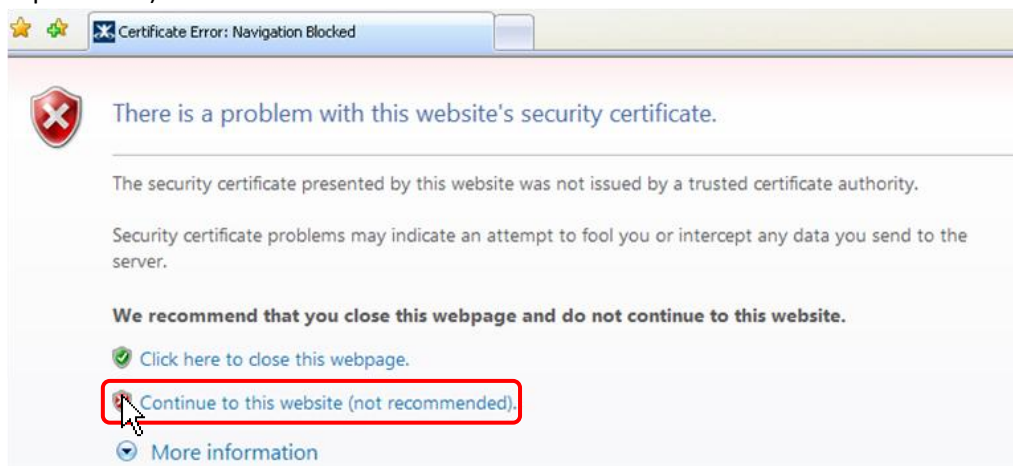 Certificate Error: Navigation Blocked
There is a problem with this website's security certificate.
The security certificate presented by this website was not issued by a trusted certificate authority.
Security certificate problems may indicate an attempt to fool you or intercept any data you send to the
server.
We recommend that you close this webpage and do not continue to this website.
Click here to close this webpage.
Continue to this website (not recommended).
More information